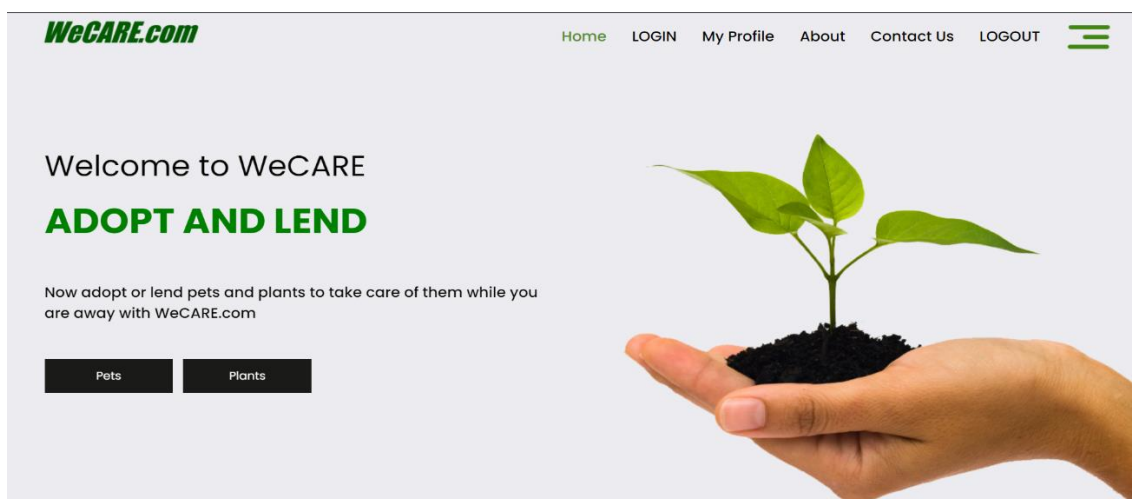 WeCARE.com
Home LOGIN My Profile About Contact Us LOGOUT
Welcome to WeCARE
ADOPT AND LEND
Now adopt or lend pets and plants to take care of them while you
are away with WeCARE.com
Pets Plants